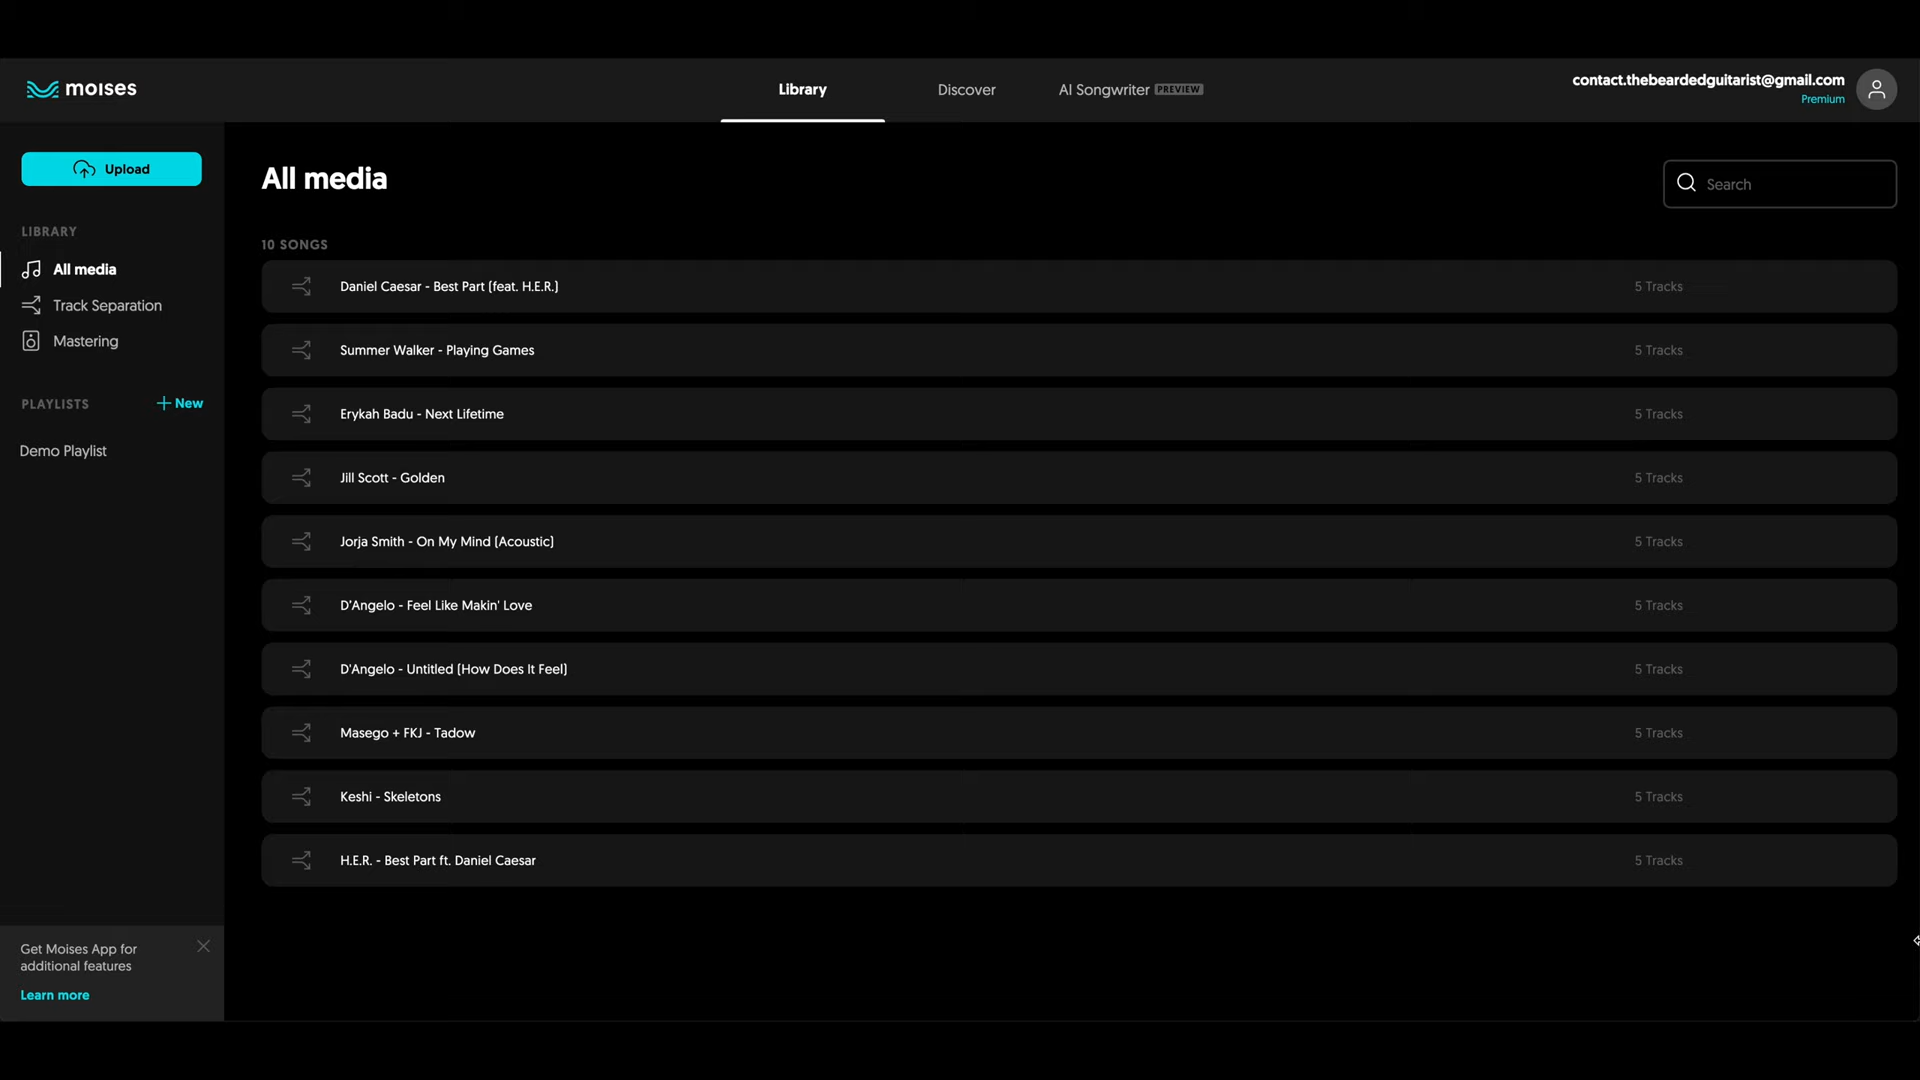 moises
Library
Discover
AI Songwriter PREVIEW
contact.thebeardedguitarist@gmail.com
Premium
Upload
LIBRARY
All media
Track Separation
Mastering
PLAYLISTS
+ New
Demo Playlist
Get Moises App for
additional features
Learn more
All media
Search
10 SONGS
Daniel Caesar - Best Part (feat. H.E.R.) 5 Tracks
Summer Walker - Playing Games 5 Tracks
Erykah Badu - Next Lifetime 5 Tracks
Jill Scott - Golden 5 Tracks
Jorja Smith - On My Mind (Acoustic) 5 Tracks
D'Angelo - Feel Like Makin' Love 5 Tracks
D'Angelo - Untitled (How Does It Feel) 5 Tracks
Masego + FKJ - Tadow 5 Tracks
Keshi - Skeletons 5 Tracks
H.E.R. - Best Part ft. Daniel Caesar 5 Tracks